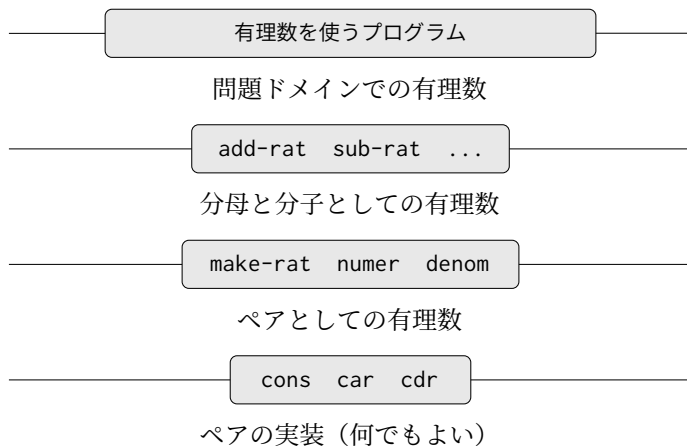 有理数を使うプログラム
問題ドメインでの有理数
add-rat sub-rat ...
分母と分子としての有理数
make-rat numer denom
ペアとしての有理数
cons car cdr
ペアの実装（何でもよい）